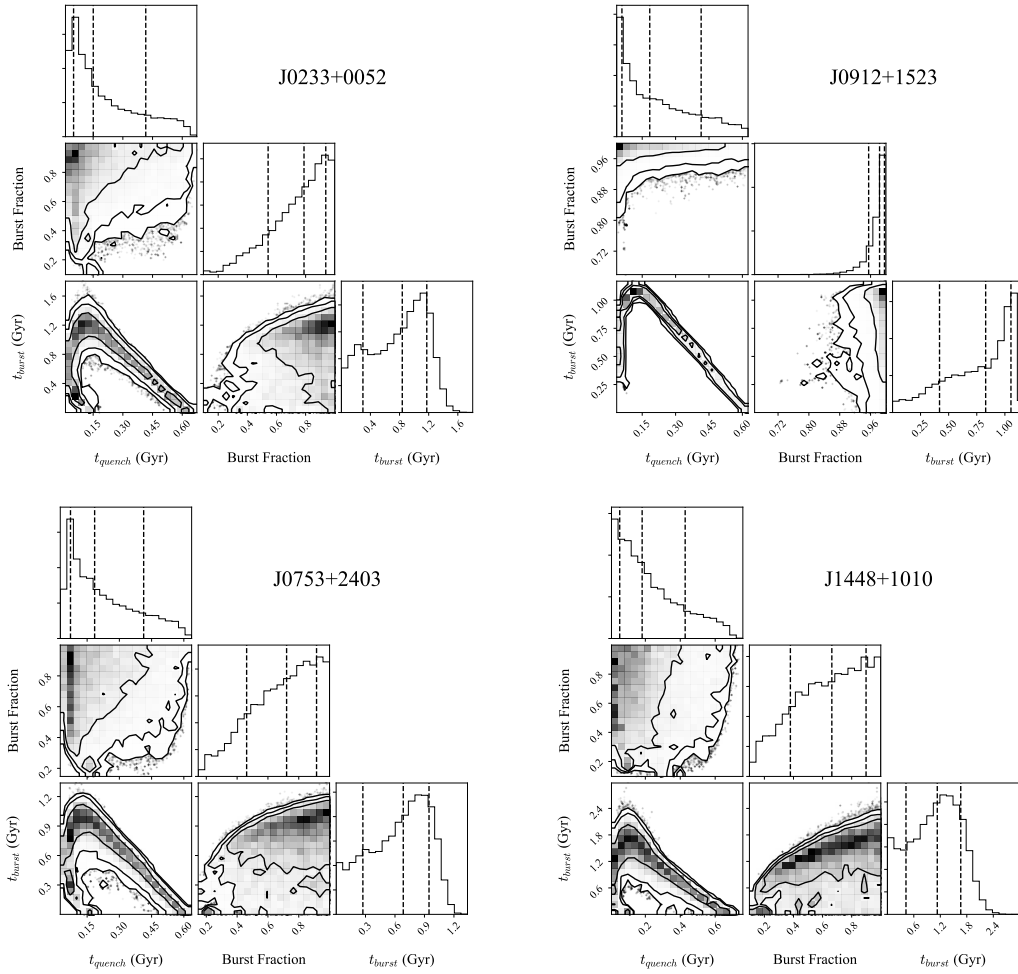 J0233+0052
Burst Fraction
0.8
0.6
0.4
0.2
t_burst (Gyr)
1.6
1.2
0.8
0.4
0.15 0.30 0.45 0.60
t_quench (Gyr)
0.2 0.4 0.6 0.8
Burst Fraction
0.4 0.8 1.2 1.6
t_burst (Gyr)
J0912+1523
Burst Fraction
0.96
0.88
0.80
0.72
t_burst (Gyr)
1.00
0.75
0.50
0.25
0.15 0.30 0.45 0.60
t_quench (Gyr)
0.72 0.80 0.88 0.96
Burst Fraction
0.25 0.50 0.75 1.00
t_burst (Gyr)
J0753+2403
Burst Fraction
0.8
0.6
0.4
0.2
t_burst (Gyr)
1.2
0.9
0.6
0.3
0.15 0.30 0.45 0.60
t_quench (Gyr)
0.2 0.4 0.6 0.8
Burst Fraction
0.3 0.6 0.9 1.2
t_burst (Gyr)
J1448+1010
Burst Fraction
0.8
0.6
0.4
0.2
t_burst (Gyr)
2.4
1.8
1.2
0.6
0.2 0.4 0.6
t_quench (Gyr)
0.2 0.4 0.6 0.8
Burst Fraction
0.6 1.2 1.8 2.4
t_burst (Gyr)